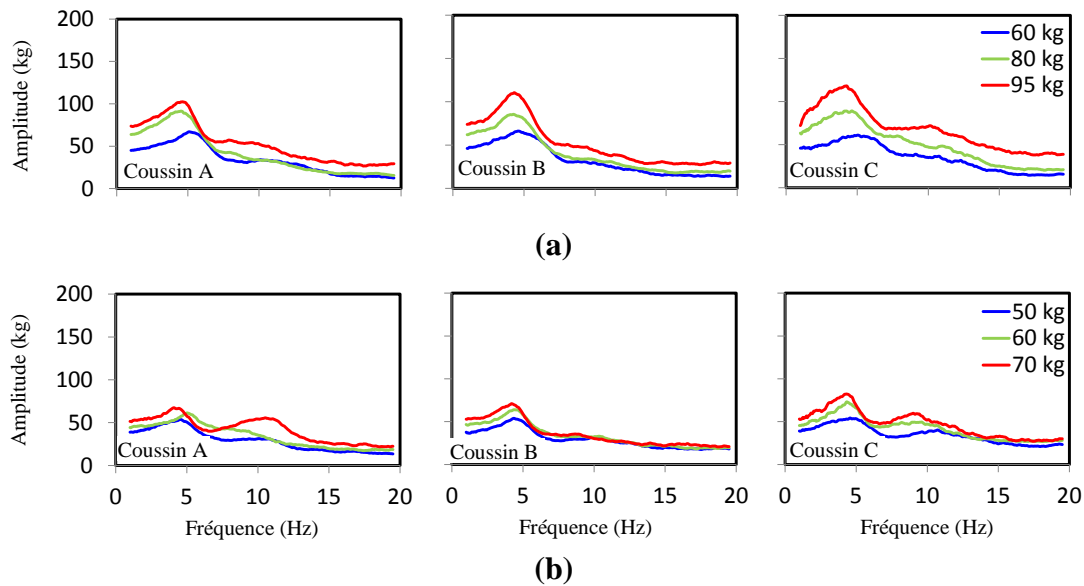 200
150
100
50
0
Amplitude (kg)
Coussin A
Coussin B
Coussin C
60 kg
80 kg
95 kg
(a)
200
150
100
50
0
Amplitude (kg)
Coussin A
Coussin B
Coussin C
50 kg
60 kg
70 kg
0 5 10 15 20
0 5 10 15 20
0 5 10 15 20
Fréquence (Hz)
Fréquence (Hz)
Fréquence (Hz)
(b)